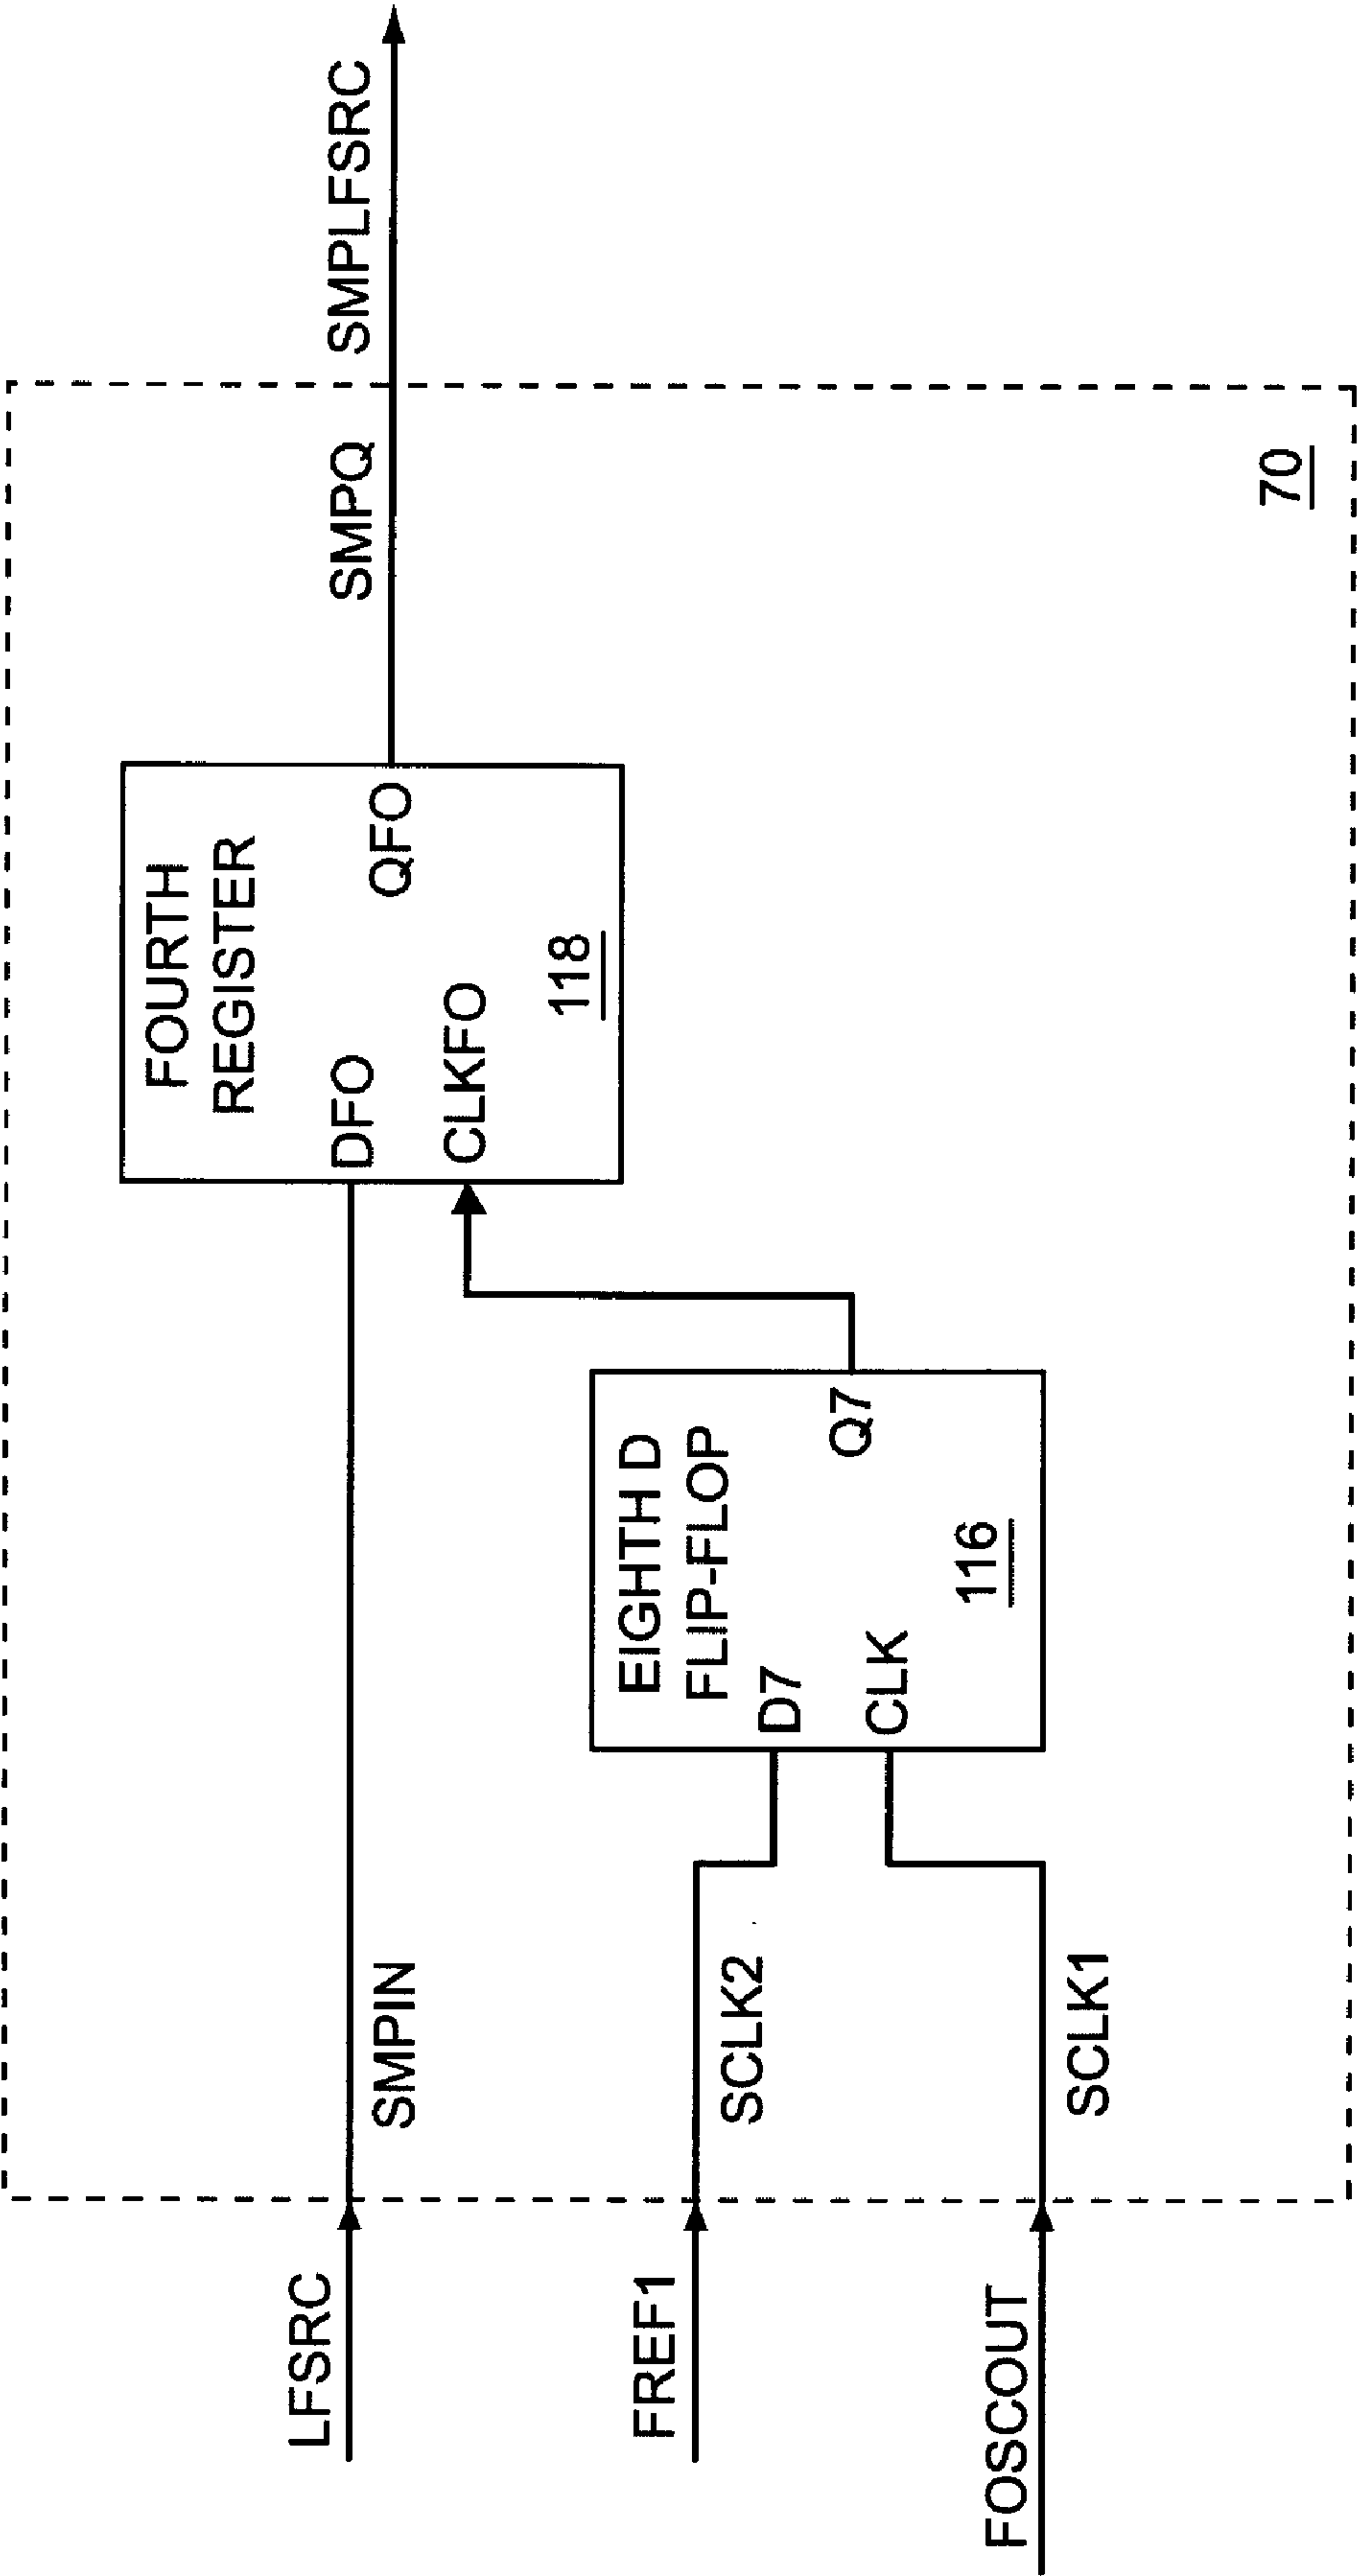 LFSRC
SMPIN
FREF1
SCLK2
FOSCOUT
SCLK1
EIGHTH D
FLIP-FLOP
D7
CLK
Q7
116
FOURTH
REGISTER
DFO
CLKFO
QFO
118
SMPQ
SMPLFSRC
70